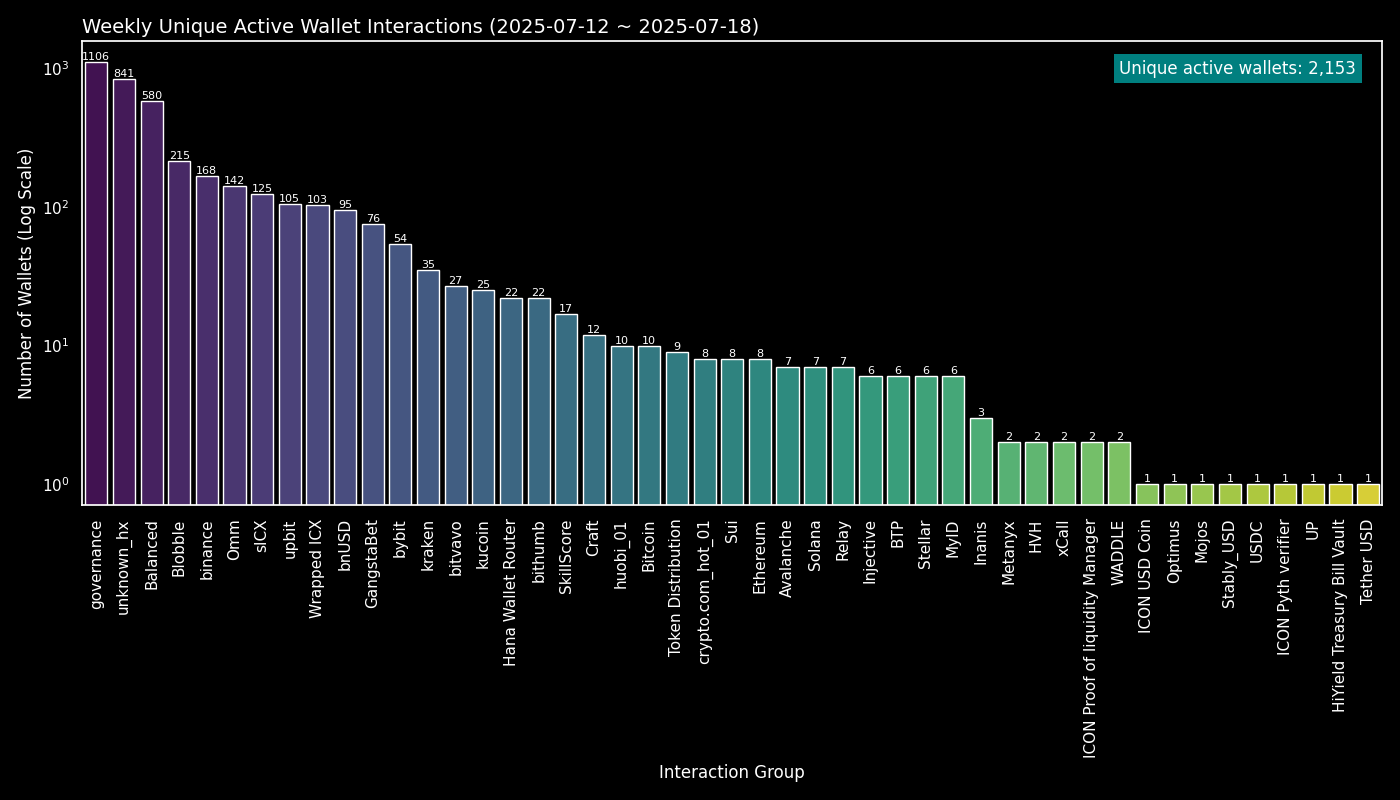 Weekly Unique Active Wallet Interactions (2025-07-12 ~ 2025-07-18)
Unique active wallets: 2,153
Number of Wallets (Log Scale)
10³
10²
10¹
10⁰
1106
841
580
215
168
142
125
105
103
95
76
54
35
27
25
22
22
17
12
10
10
9
8
8
8
7
7
7
6
6
6
6
3
2
2
2
2
2
1
1
1
1
1
1
1
1
1
governance
unknown_hx
Balanced
Blobble
binance
Omm
sICX
upbit
Wrapped ICX
bnUSD
GangstaBet
bybit
kraken
bitvavo
kucoin
Hana Wallet Router
bithumb
SkillScore
Craft
huobi_01
Bitcoin
Token Distribution
crypto.com_hot_01
Sui
Ethereum
Avalanche
Solana
Relay
Injective
BTP
Stellar
MyID
Inanis
Metanyx
HVH
xCall
ICON Proof of liquidity Manager
WADDLE
ICON USD Coin
Optimus
Mojos
Stably_USD
USDC
ICON Pyth verifier
UP
HiYield Treasury Bill Vault
Tether USD
Interaction Group